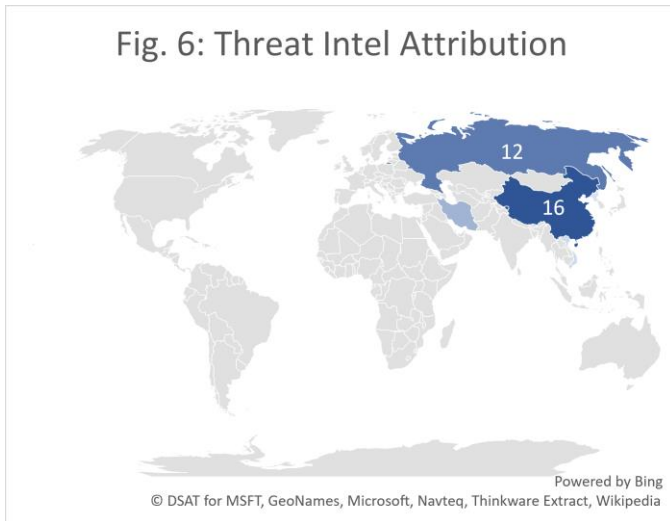 Fig. 6: Threat Intel Attribution
12
16
Powered by Bing
© DSAT for MSFT, GeoNames, Microsoft, Navteq, Thinkware Extract, Wikipedia